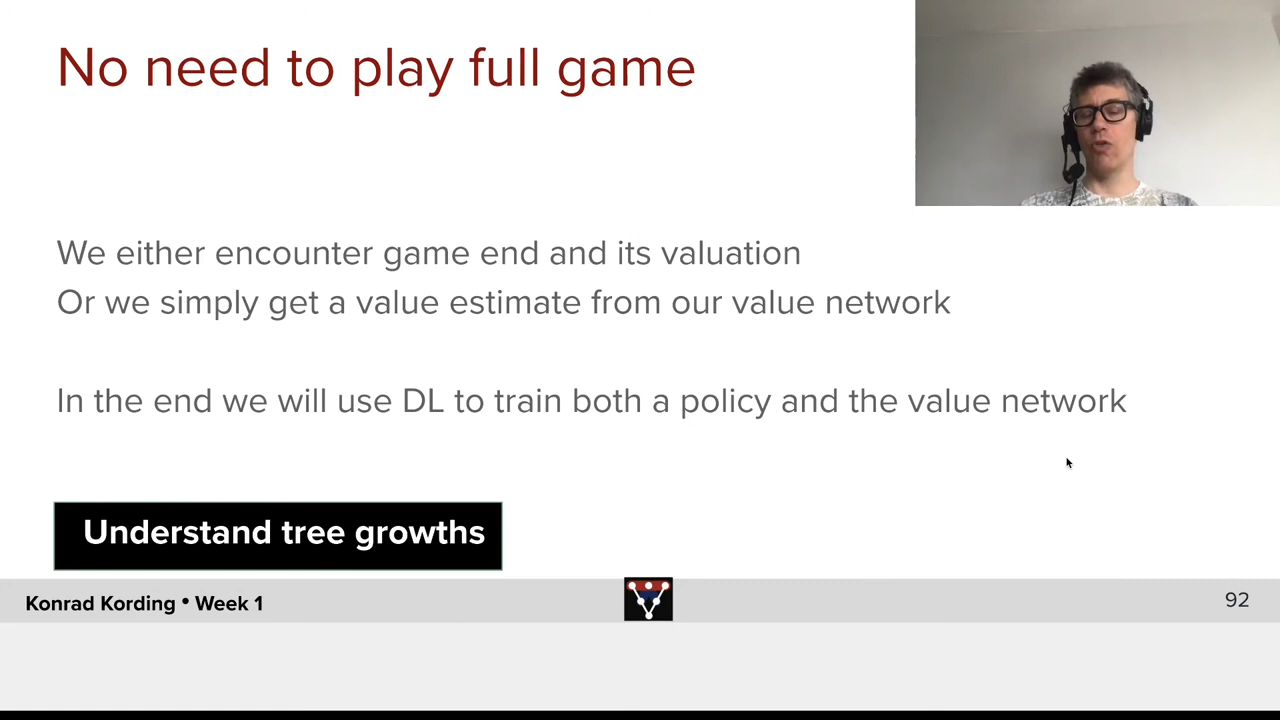 No need to play full game
We either encounter game end and its valuation
Or we simply get a value estimate from our value network
In the end we will use DL to train both a policy and the value network
Understand tree growths
Konrad Kording • Week 1
92